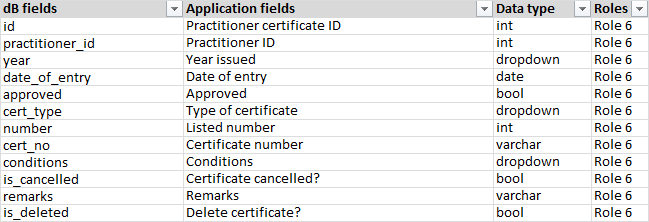 dB fields Application fields Data type Roles
id Practitioner certificate ID int Role 6
practitioner_id Practitioner ID int Role 6
year Year issued dropdown Role 6
date_of_entry Date of entry date Role 6
approved Approved bool Role 6
cert_type Type of certificate dropdown Role 6
number Listed number int Role 6
cert_no Certificate number varchar Role 6
conditions Conditions dropdown Role 6
is_cancelled Certificate cancelled? bool Role 6
remarks Remarks varchar Role 6
is_deleted Delete certificate? bool Role 6